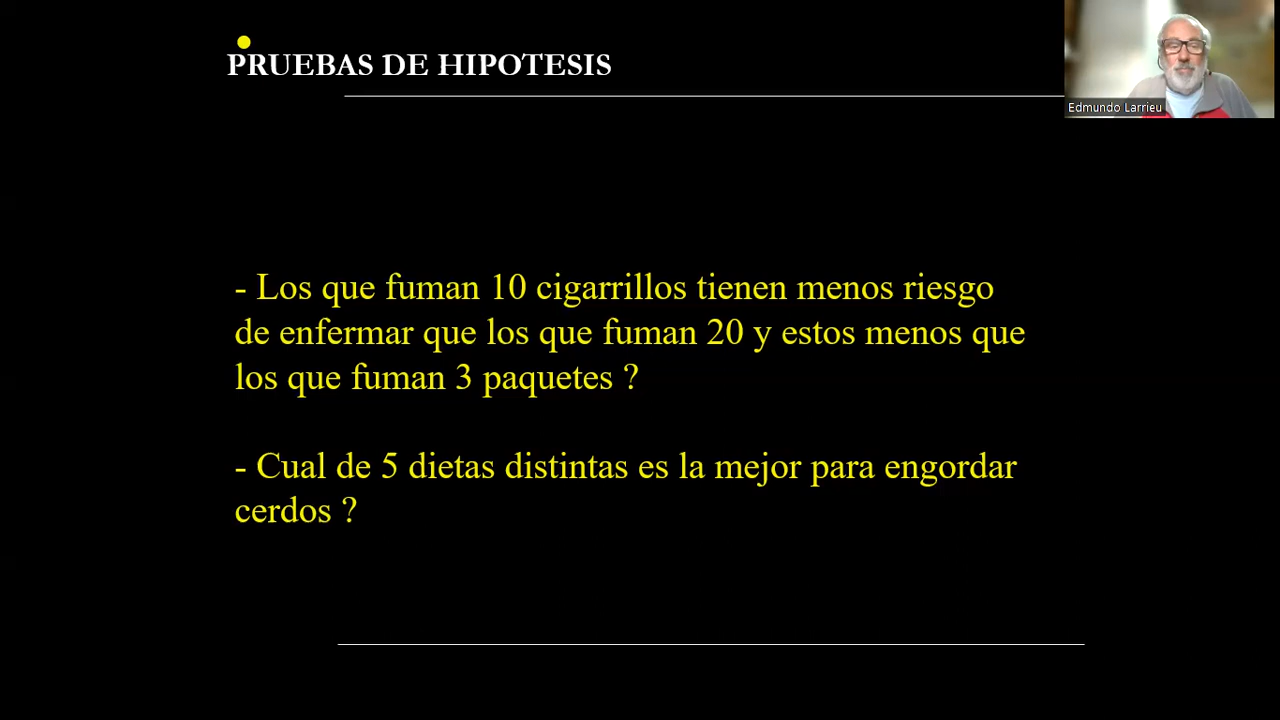 PRUEBAS DE HIPOTESIS
Edmundo Larrieu
- Los que fuman 10 cigarrillos tienen menos riesgo
de enfermar que los que fuman 20 y estos menos que
los que fuman 3 paquetes ?
- Cual de 5 dietas distintas es la mejor para engordar
cerdos ?